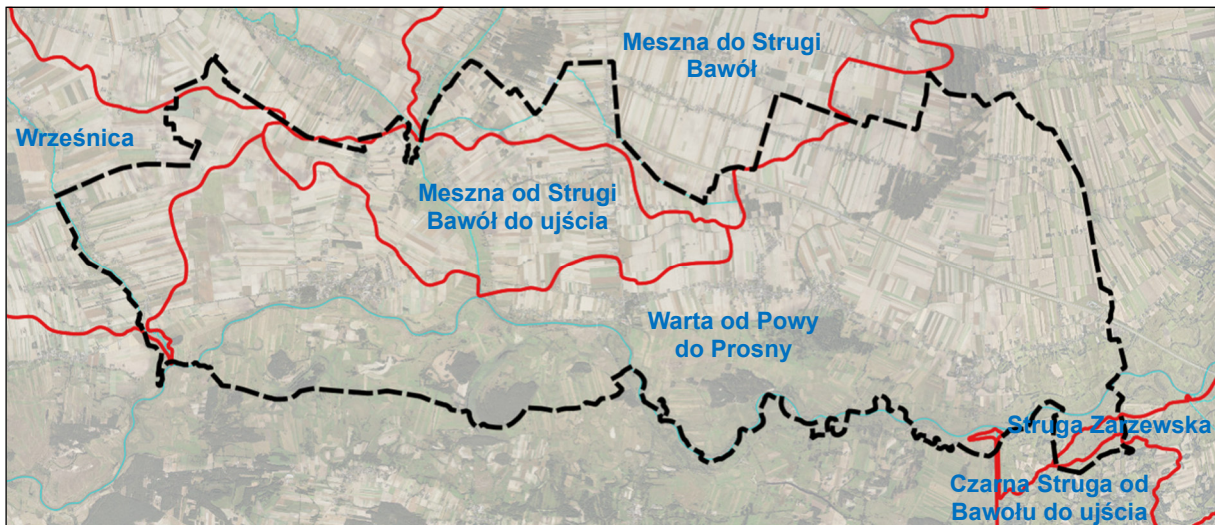 Meszna do Strugi
Bawół
Wrześnica
Meszna od Strugi
Bawół do ujścia
Warta od Powy
do Prosny
Struga Zarzewska
Czarna Struga od
Bawołu do ujścia